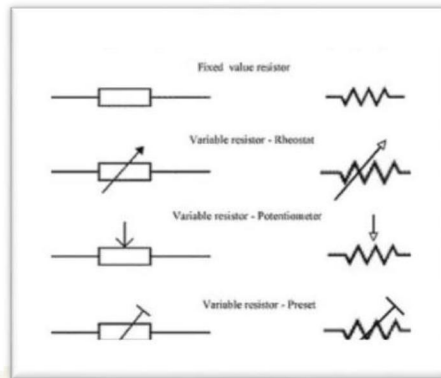 Fixed value resistor
Variable resistor - Rheostat
Variable resistor - Potentiometer
Variable resistor - Preset